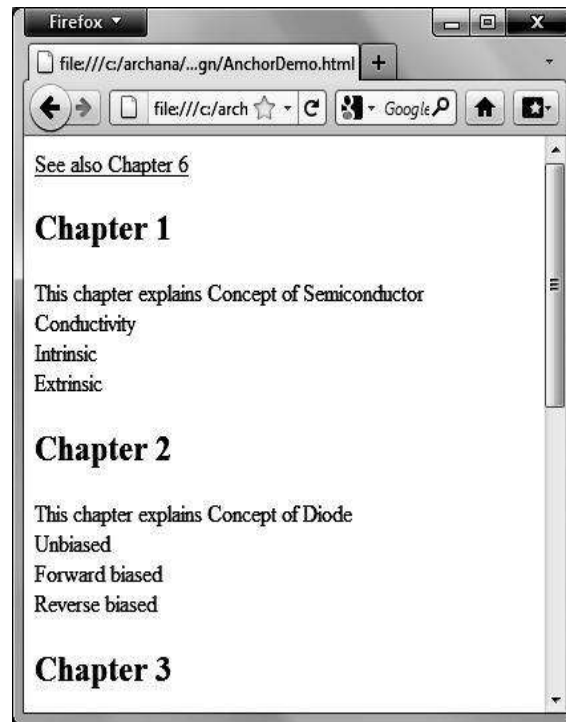 Firefox
file:///c:/archana/...gn/AnchorDemo.html
file:///c:/arch
Google
See also Chapter 6
Chapter 1
This chapter explains Concept of Semiconductor
Conductivity
Intrinsic
Extrinsic
Chapter 2
This chapter explains Concept of Diode
Unbiased
Forward biased
Reverse biased
Chapter 3